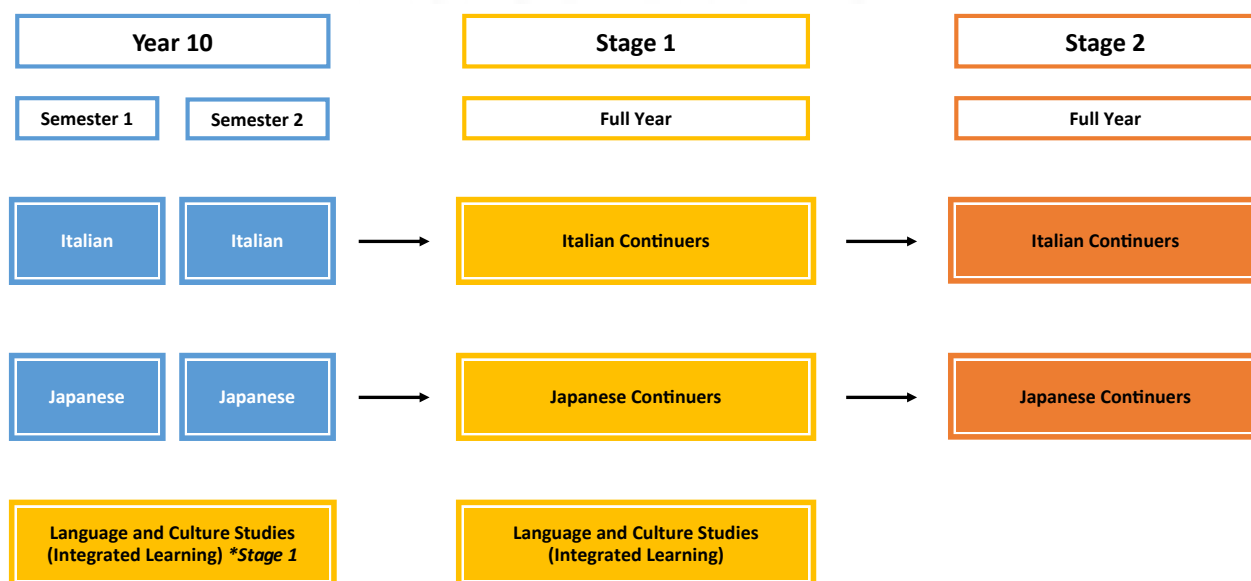 Year 10
Stage 1
Stage 2
Semester 1
Semester 2
Full Year
Full Year
Italian
Italian
Italian Continuers
Italian Continuers
Japanese
Japanese
Japanese Continuers
Japanese Continuers
Language and Culture Studies
(Integrated Learning) *Stage 1
Language and Culture Studies
(Integrated Learning)